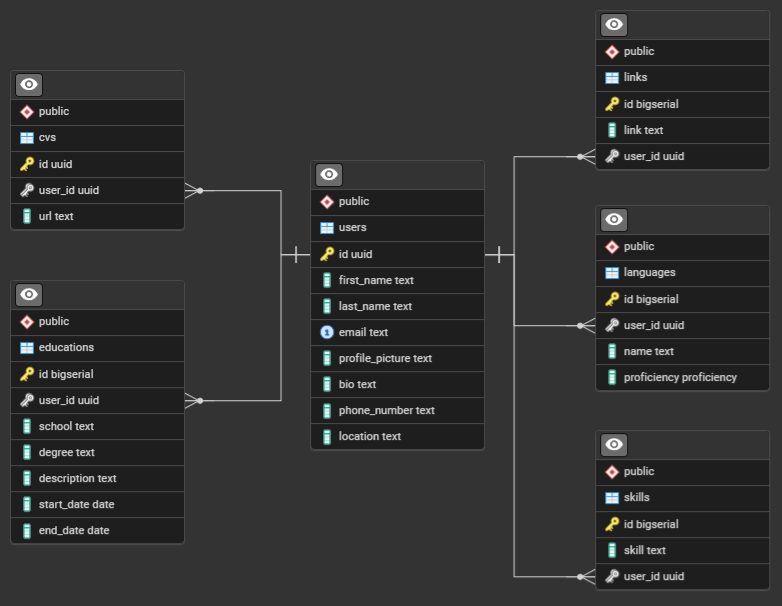 public
cvs
id uuid
user_id uuid
url text
public
educations
id bigserial
user_id uuid
school text
degree text
description text
start_date date
end_date date
public
users
id uuid
first_name text
last_name text
1
email text
profile_picture text
bio text
phone_number text
location text
public
links
id bigserial
link text
user_id uuid
public
languages
id bigserial
user_id uuid
name text
proficiency proficiency
public
skills
id bigserial
skill text
user_id uuid